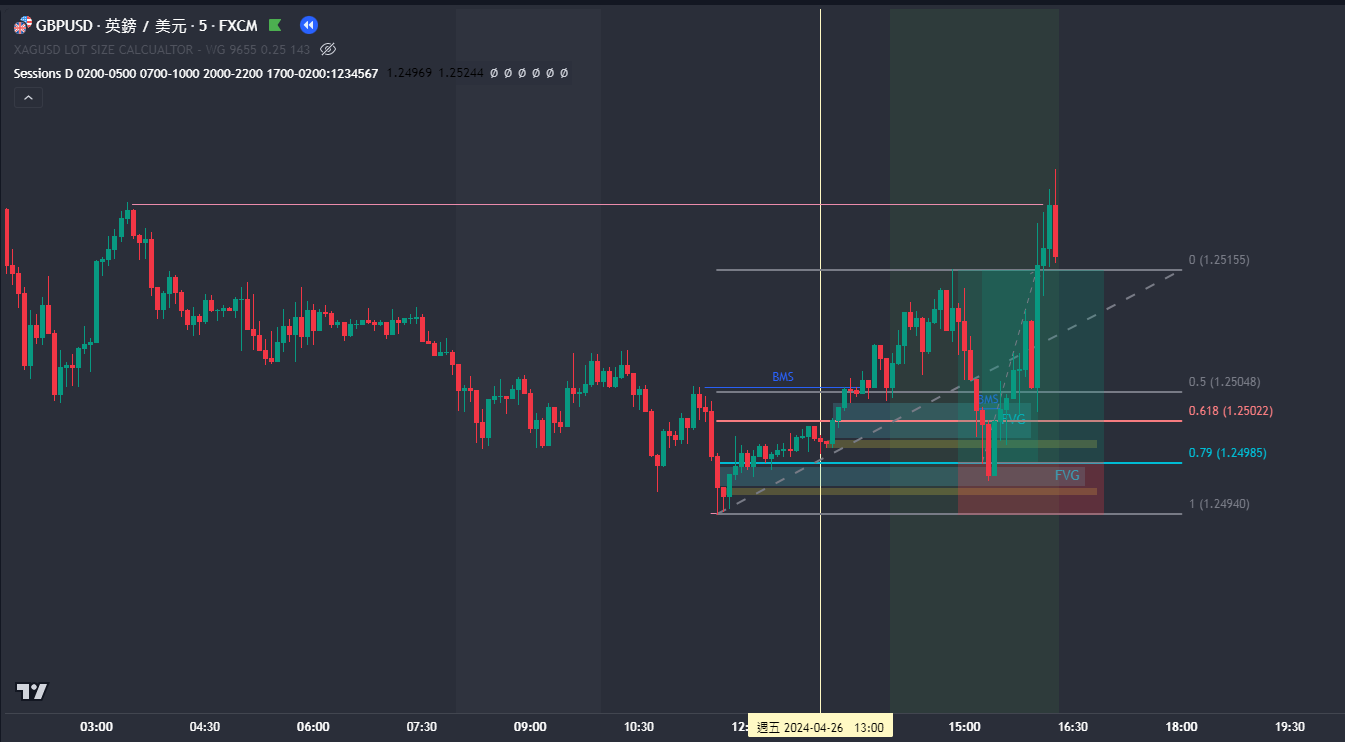 GBPUSD · 英鎊 / 美元 · 5 · FXCM
XAGUSD LOT SIZE CALCUALTOR - WG 9655 0.25 143
Sessions D 0200-0500 0700-1000 2000-2200 1700-0200:1234567 1.24969 1.25244 Ø Ø Ø Ø Ø Ø
0 (1.25155)
BMS
0.5 (1.25048)
BMS
0.618 (1.25022)
FVG
0.79 (1.24985)
FVG
1 (1.24940)
03:00 04:30 06:00 07:30 09:00 10:30 12: 週五 2024-04-26 13:00 15:00 16:30 18:00 19:30